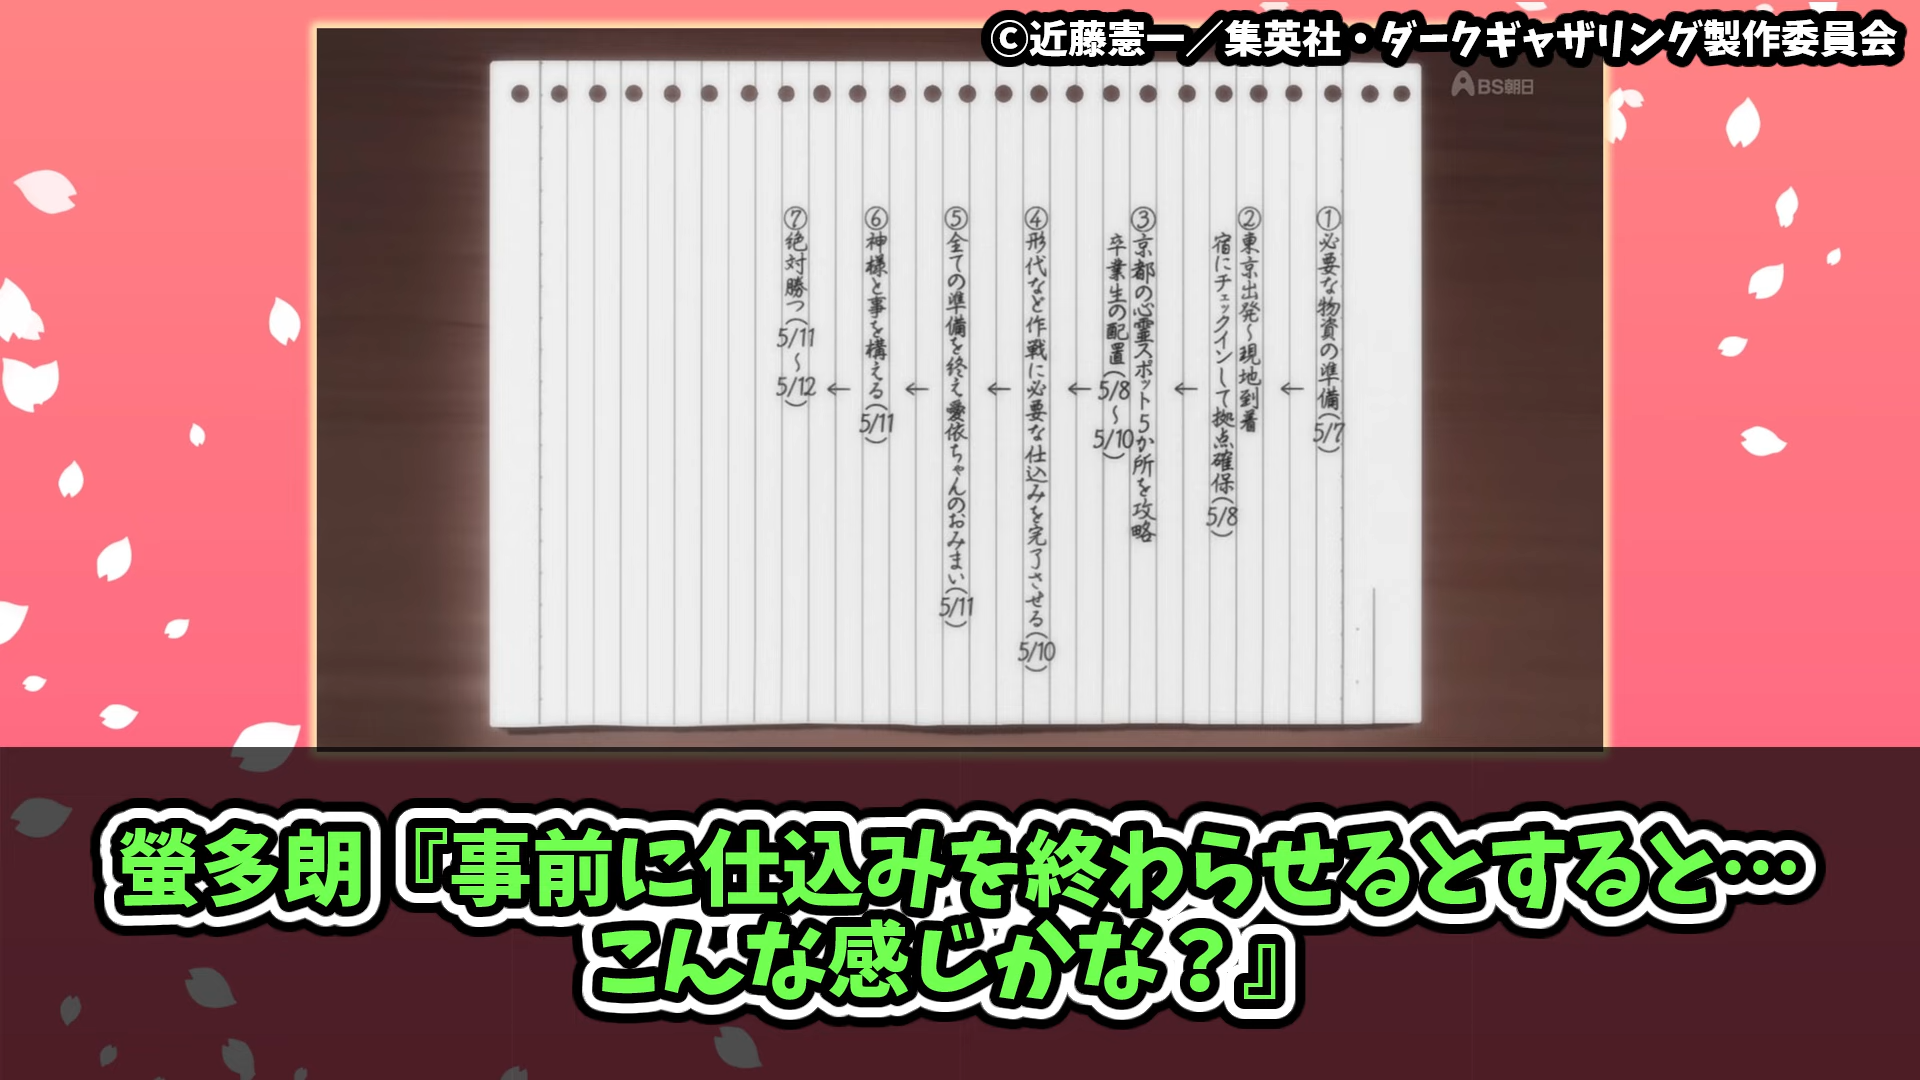 Ⓒ近藤憲一／集英社・ダークギャザリング製作委員会
BS朝日
①必要な物資の準備(5/7)
←
②東京出発～現地到着
宿にチェックインして拠点確保(5/8)
←
③京都の心霊スポット5か所を攻略
卒業生の配置(5/8～5/10)
←
④形代など作戦に必要な仕込みを完了させる(5/10)
←
⑤全ての準備を終え愛依ちゃんのおみまい(5/11)
←
⑥神様と事を構える(5/11)
←
⑦絶対勝つ(5/11～5/12)
螢多朗『事前に仕込みを終わらせるとすると…
こんな感じかな？』